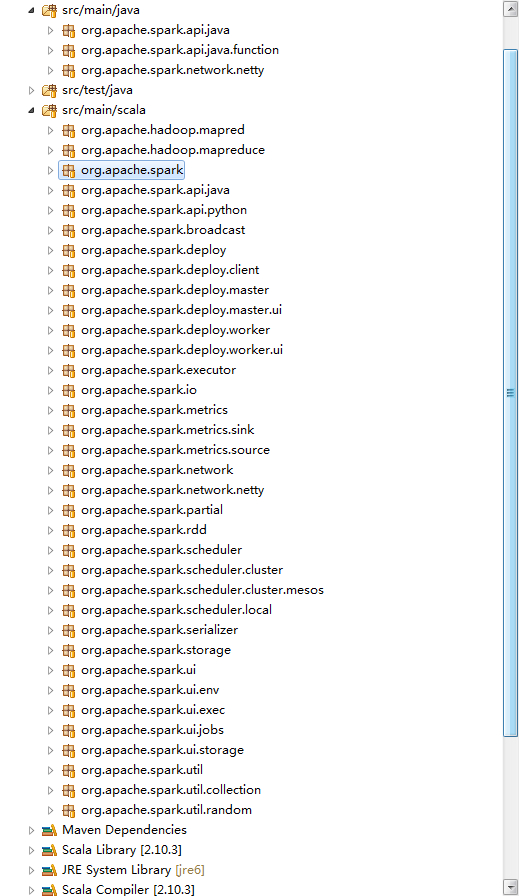 src/main/java
org.apache.spark.api.java
org.apache.spark.api.java.function
org.apache.spark.network.netty
src/test/java
src/main/scala
org.apache.hadoop.mapred
org.apache.hadoop.mapreduce
org.apache.spark
org.apache.spark.api.java
org.apache.spark.api.python
org.apache.spark.broadcast
org.apache.spark.deploy
org.apache.spark.deploy.client
org.apache.spark.deploy.master
org.apache.spark.deploy.master.ui
org.apache.spark.deploy.worker
org.apache.spark.deploy.worker.ui
org.apache.spark.executor
org.apache.spark.io
org.apache.spark.metrics
org.apache.spark.metrics.sink
org.apache.spark.metrics.source
org.apache.spark.network
org.apache.spark.network.netty
org.apache.spark.partial
org.apache.spark.rdd
org.apache.spark.scheduler
org.apache.spark.scheduler.cluster
org.apache.spark.scheduler.cluster.mesos
org.apache.spark.scheduler.local
org.apache.spark.serializer
org.apache.spark.storage
org.apache.spark.ui
org.apache.spark.ui.env
org.apache.spark.ui.exec
org.apache.spark.ui.jobs
org.apache.spark.ui.storage
org.apache.spark.util
org.apache.spark.util.collection
org.apache.spark.util.random
Maven Dependencies
Scala Library [2.10.3]
JRE System Library [jre6]
Scala Compiler [2.10.3]